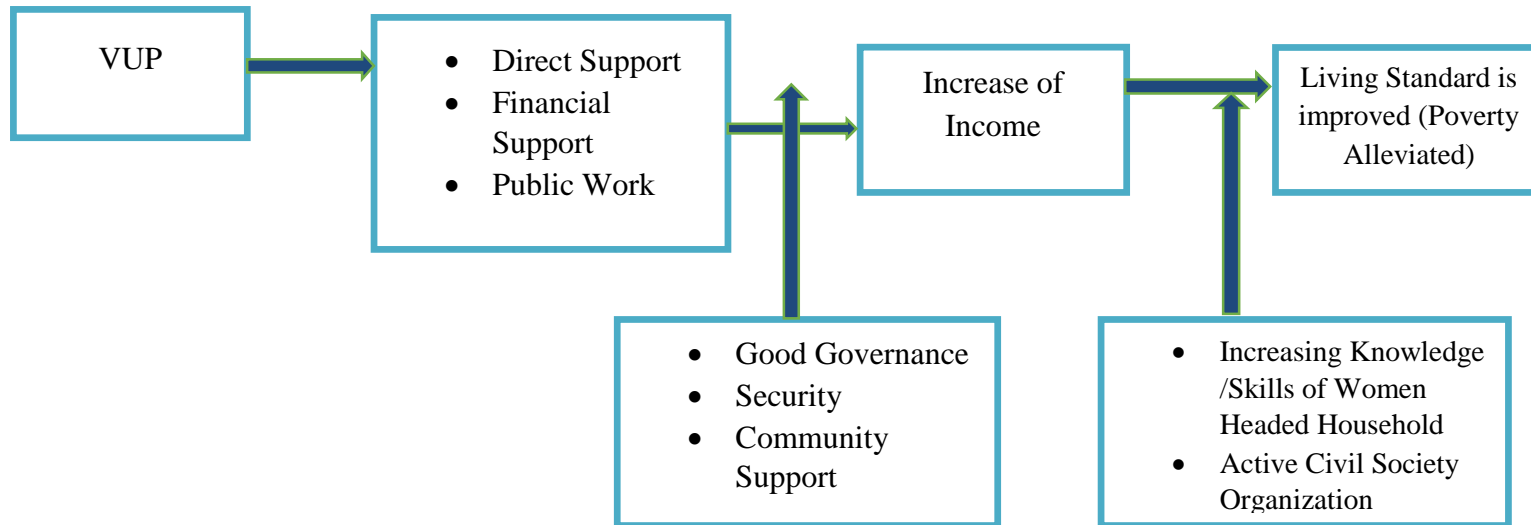 VUP
• Direct Support
• Financial
Support
• Public Work
Increase of
Income
Living Standard is
improved (Poverty
Alleviated)
• Good Governance
• Security
• Community
Support
• Increasing Knowledge
/Skills of Women
Headed Household
• Active Civil Society
Organization